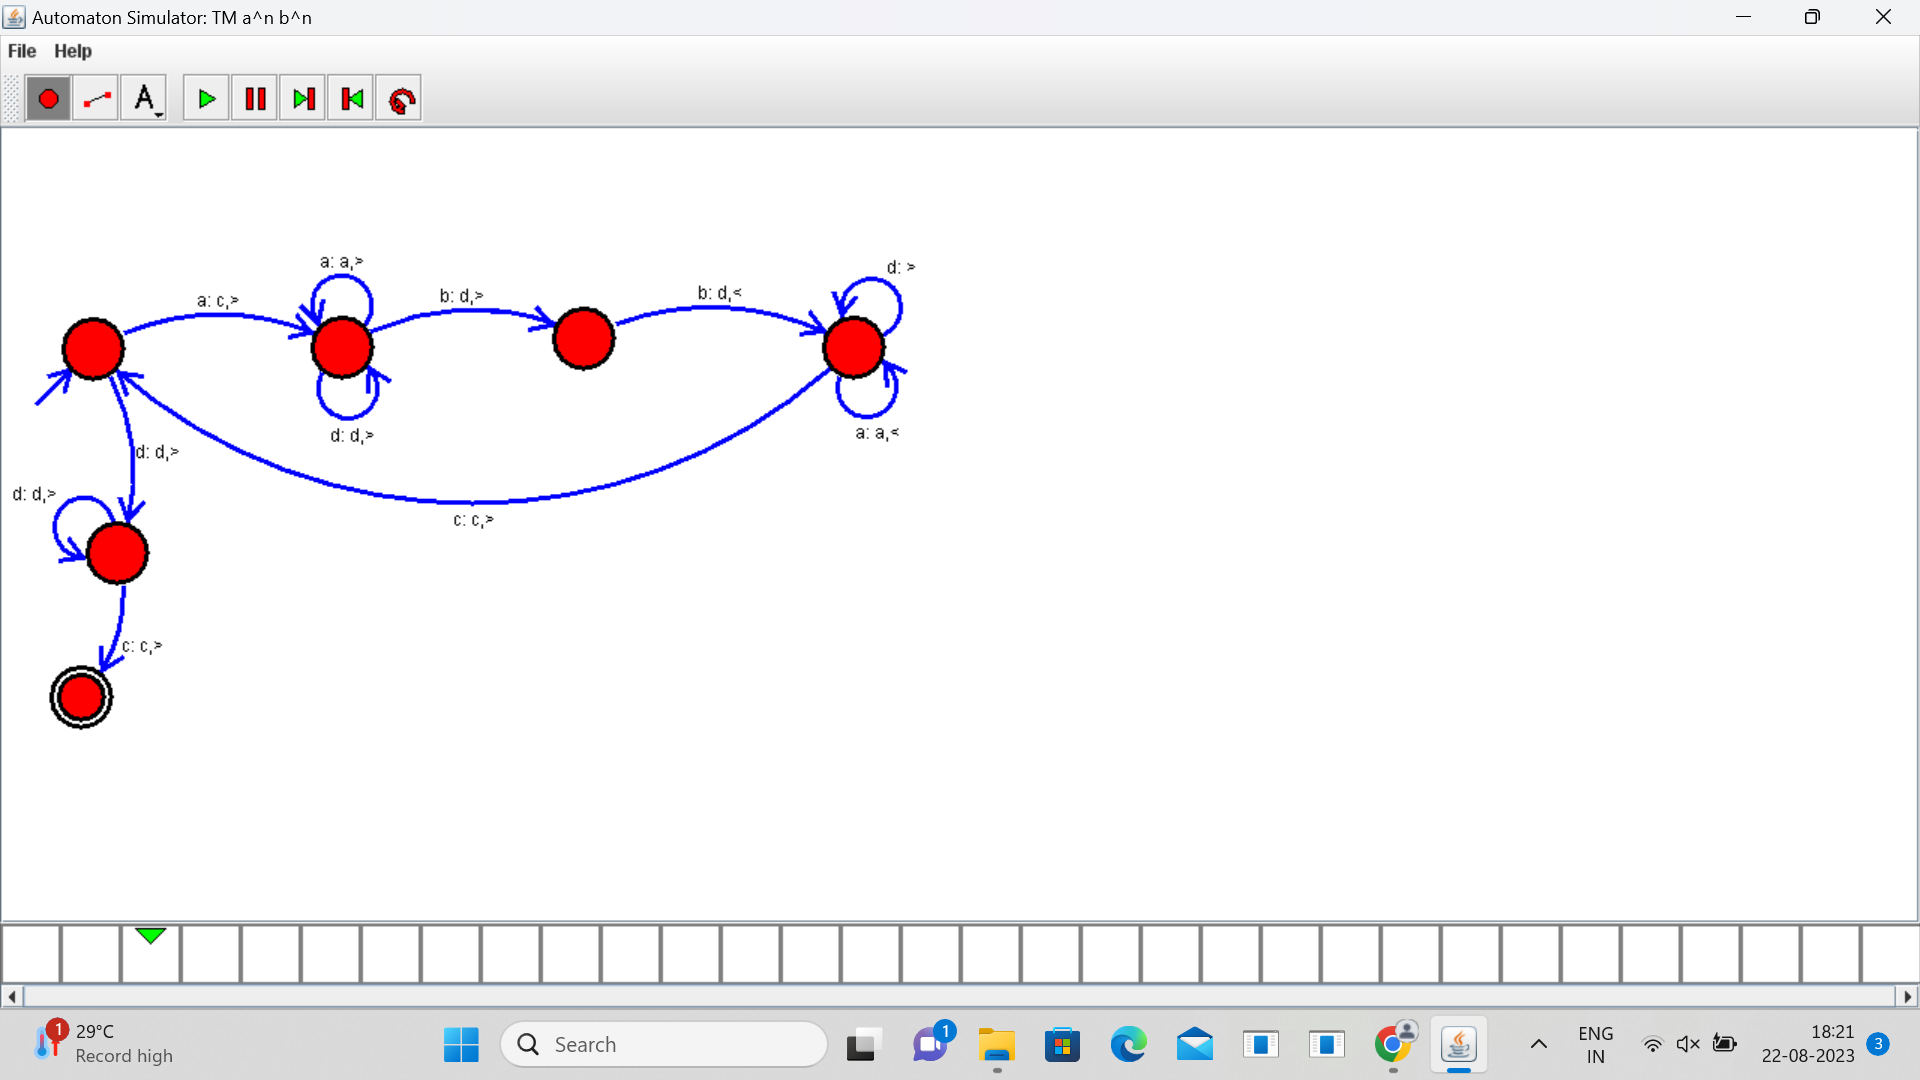 Automaton Simulator: TM a^n b^n
File Help
A
a: a,>
d: >
a: c,>
b: d,>
b: d,<
d: d,>
a: a,<
d: d,>
d: d,>
c: c,>
c: c,>
1
29°C
Record high
Search
1
ENG
IN
18:21
22-08-2023
3